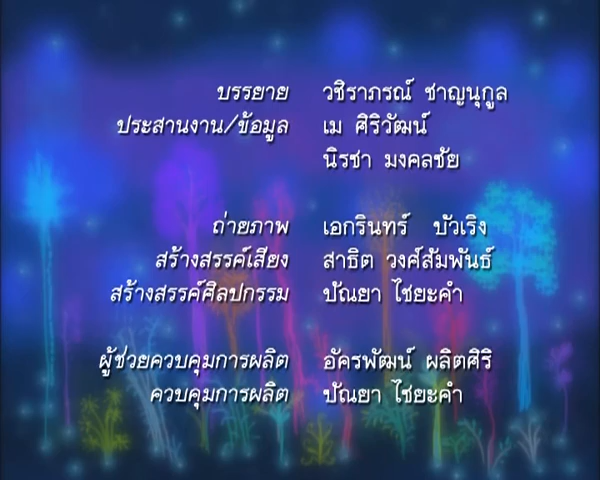 บรรยาย วชิราภรณ์ ชาญนุกูล
ประสานงาน/ข้อมูล เม ศิริวัฒน์
นิรชา มงคลชัย
ถ่ายภาพ เอกรินทร์ บัวเริง
สร้างสรรค์เสียง สาธิต วงศ์สัมพันธ์
สร้างสรรค์ศิลปกรรม ปัณยา ไชยะคำ
ผู้ช่วยควบคุมการผลิต อัครพัฒน์ ผลิตศิริ
ควบคุมการผลิต ปัณยา ไชยะคำ